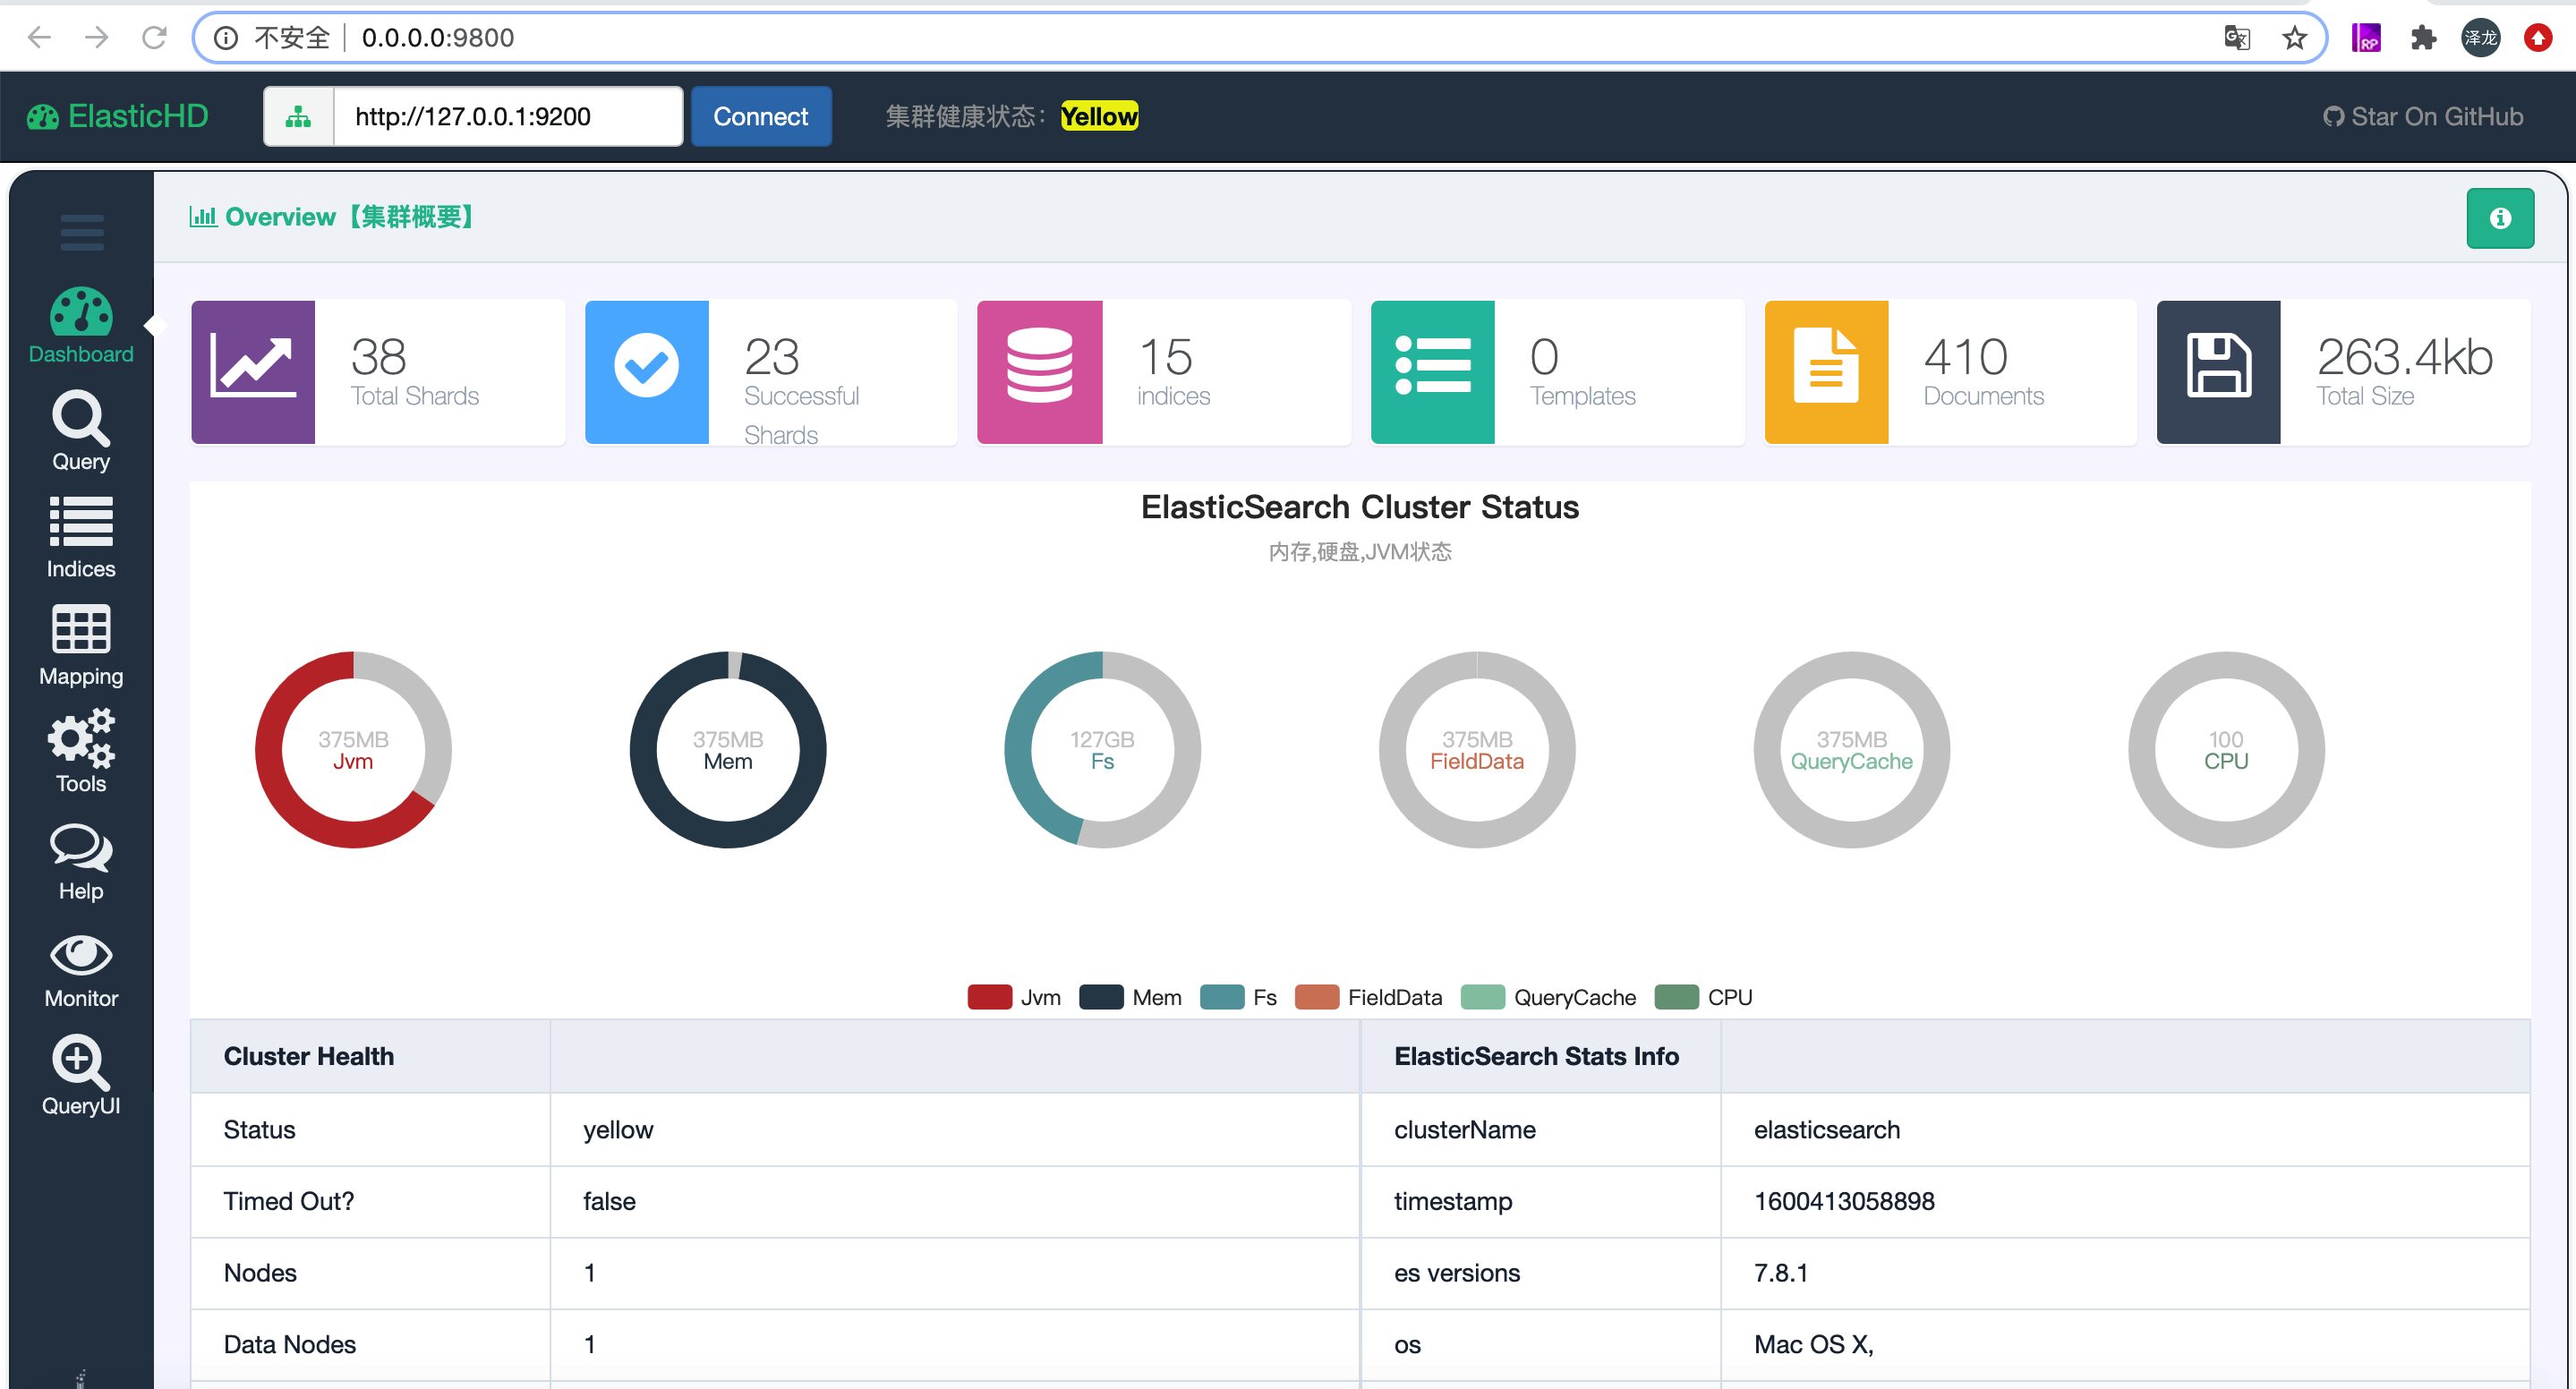 不安全 | 0.0.0.0:9800
泽龙
RP
ElasticHD
http://127.0.0.1:9200
Connect
集群健康状态: Yellow
Star On GitHub
Overview【集群概要】
Dashboard
Query
Indices
Mapping
Tools
Help
Monitor
QueryUI
38
Total Shards
23
Successful
Shards
15
indices
0
Templates
410
Documents
263.4kb
Total Size
ElasticSearch Cluster Status
内存,硬盘,JVM状态
375MB
Jvm
375MB
Mem
127GB
Fs
375MB
FieldData
375MB
QueryCache
100
CPU
Jvm Mem Fs FieldData QueryCache CPU
Cluster Health
Status yellow
Timed Out? false
Nodes 1
Data Nodes 1
ElasticSearch Stats Info
clusterName elasticsearch
timestamp 1600413058898
es versions 7.8.1
os Mac OS X,